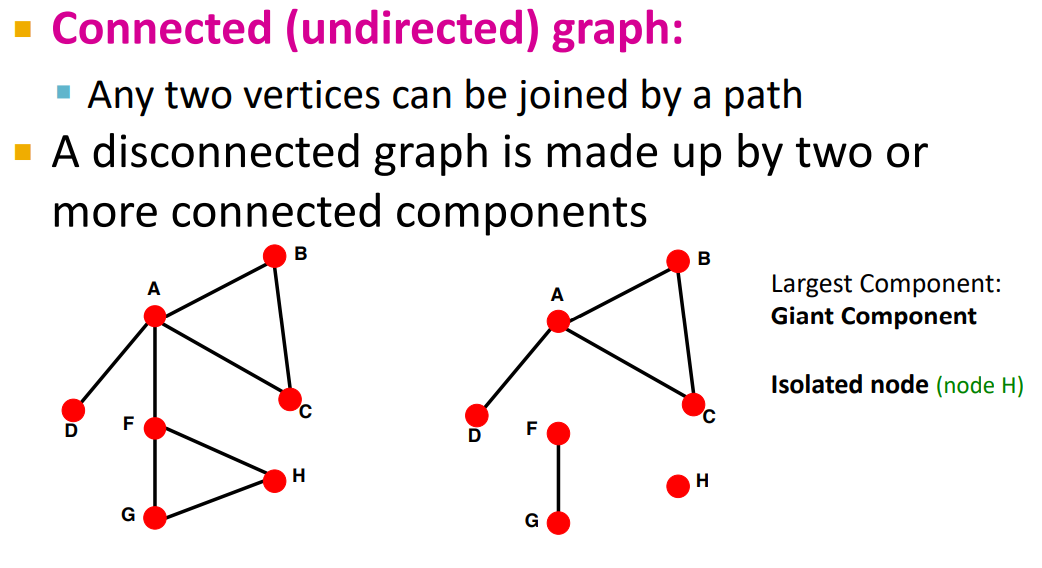 Connected (undirected) graph:
Any two vertices can be joined by a path
A disconnected graph is made up by two or
more connected components
B
A
D
C
F
H
G
B
A
D
C
F
H
G
Largest Component:
Giant Component
Isolated node (node H)